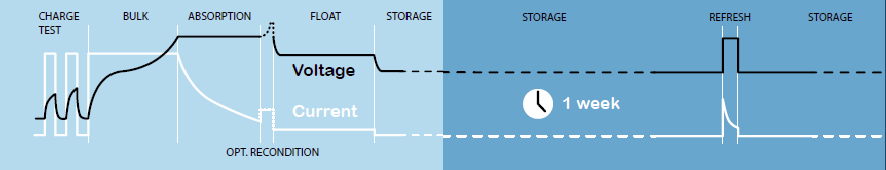 CHARGE
TEST
BULK
ABSORPTION
FLOAT
STORAGE
STORAGE
REFRESH
STORAGE
Voltage
Current
1 week
OPT. RECONDITION